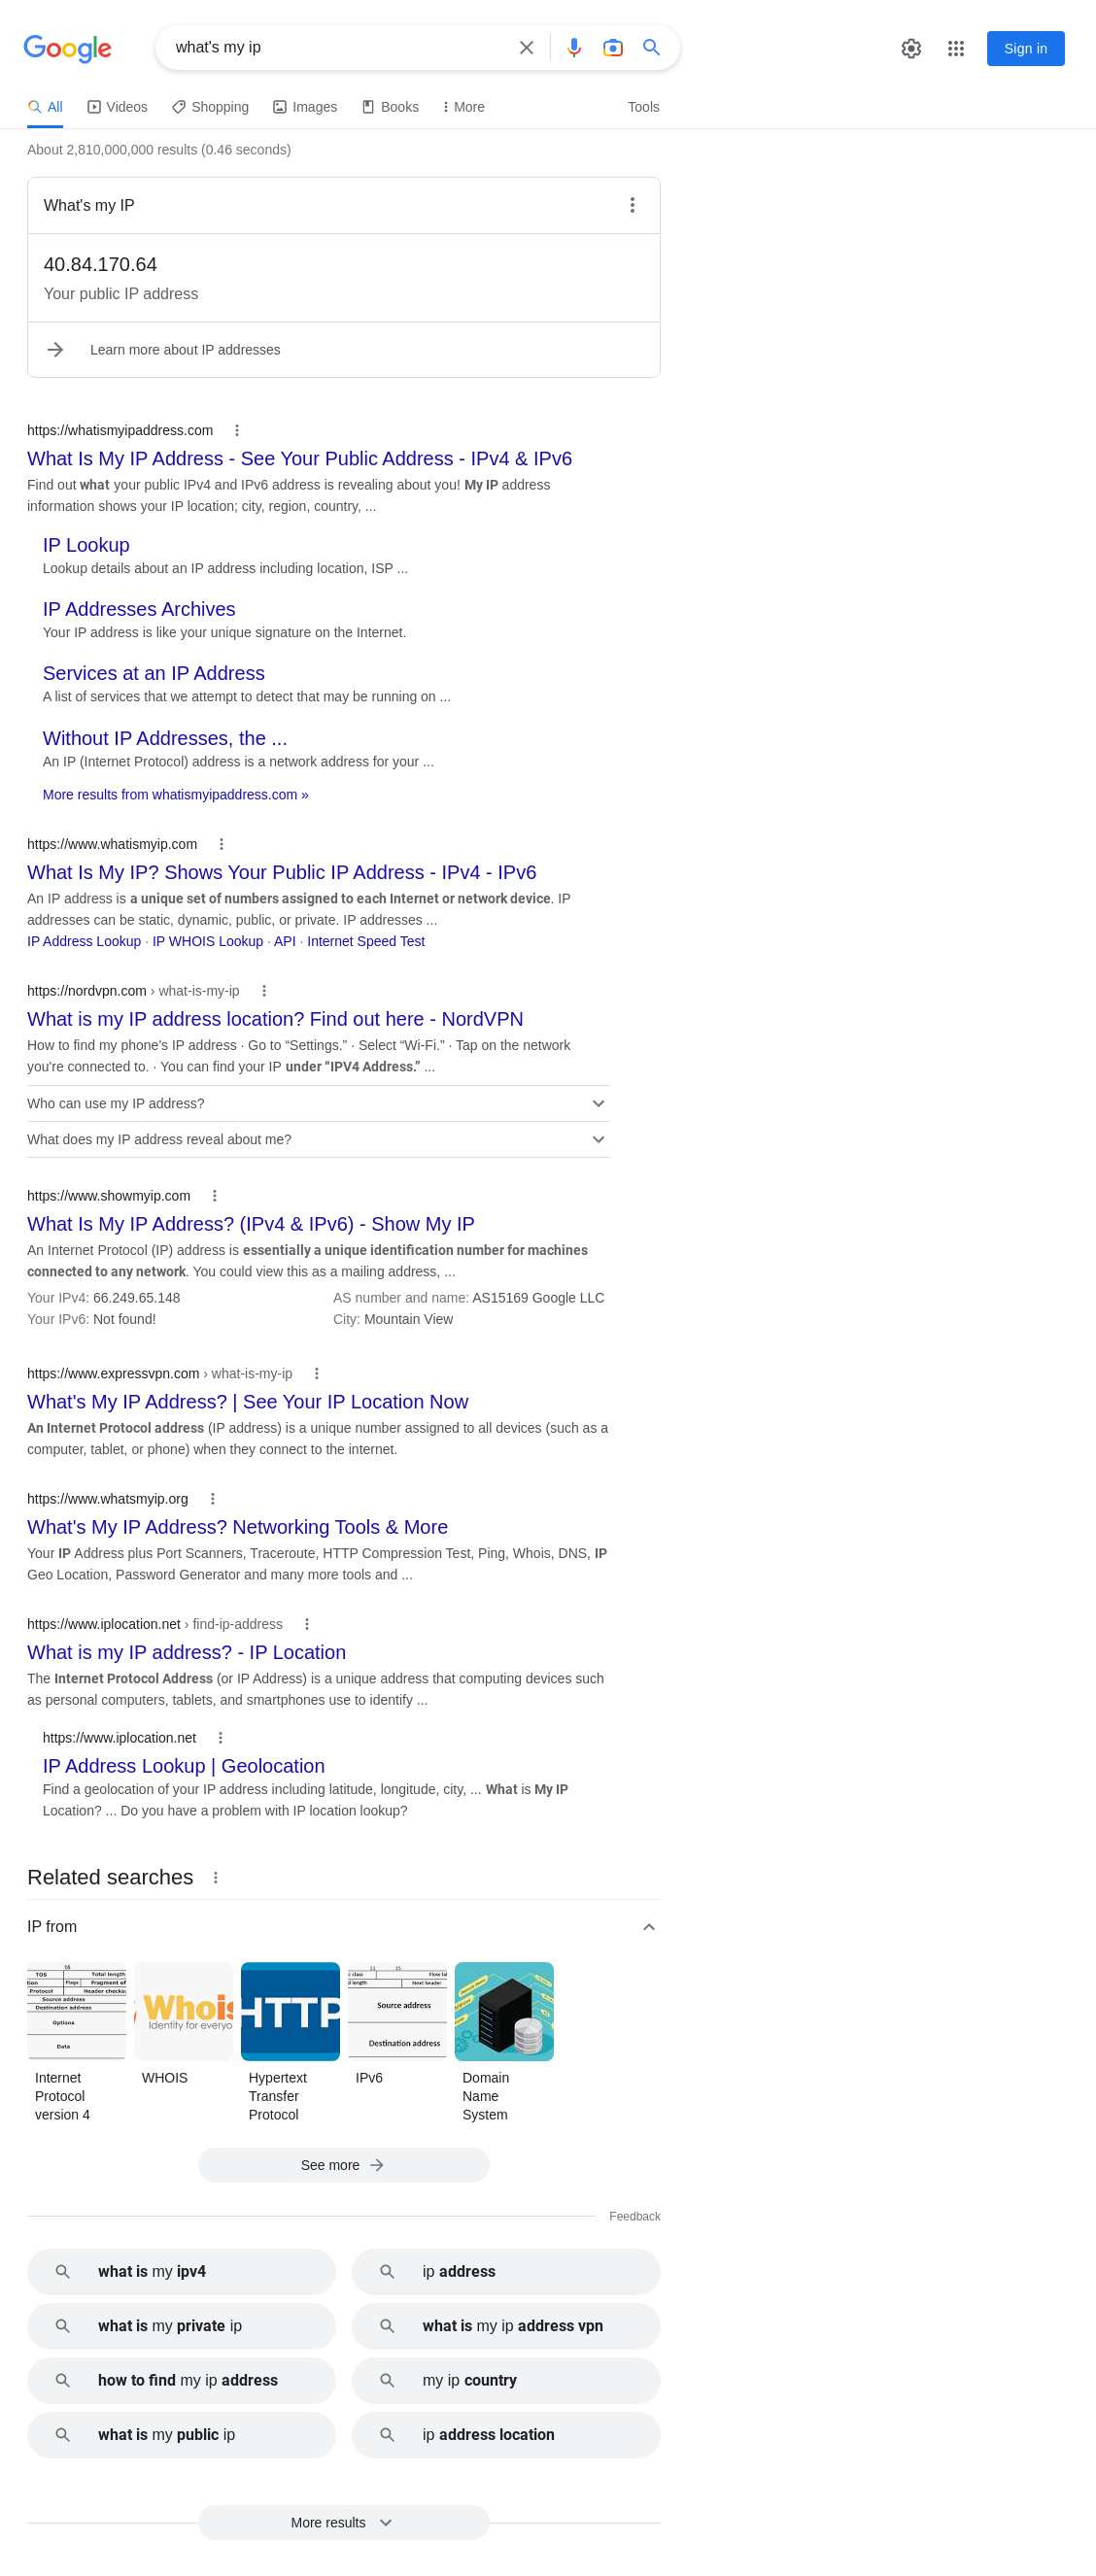 Google
what's my ip
Sign in
All
Videos
Shopping
Images
Books
More
Tools
About 2,810,000,000 results (0.46 seconds)
What's my IP
40.84.170.64
Your public IP address
Learn more about IP addresses
https://whatismyipaddress.com
What Is My IP Address - See Your Public Address - IPv4 & IPv6
Find out what your public IPv4 and IPv6 address is revealing about you! My IP address
information shows your IP location; city, region, country, ...
IP Lookup
Lookup details about an IP address including location, ISP ...
IP Addresses Archives
Your IP address is like your unique signature on the Internet.
Services at an IP Address
A list of services that we attempt to detect that may be running on ...
Without IP Addresses, the ...
An IP (Internet Protocol) address is a network address for your ...
More results from whatismyipaddress.com »
https://www.whatismyip.com
What Is My IP? Shows Your Public IP Address - IPv4 - IPv6
An IP address is a unique set of numbers assigned to each Internet or network device. IP
addresses can be static, dynamic, public, or private. IP addresses ...
IP Address Lookup · IP WHOIS Lookup · API · Internet Speed Test
https://nordvpn.com › what-is-my-ip
What is my IP address location? Find out here - NordVPN
How to find my phone's IP address · Go to “Settings.” · Select “Wi-Fi.” · Tap on the network
you're connected to. · You can find your IP under “IPV4 Address.” ...
Who can use my IP address?
What does my IP address reveal about me?
https://www.showmyip.com
What Is My IP Address? (IPv4 & IPv6) - Show My IP
An Internet Protocol (IP) address is essentially a unique identification number for machines
connected to any network. You could view this as a mailing address, ...
Your IPv4: 66.249.65.148
AS number and name: AS15169 Google LLC
Your IPv6: Not found!
City: Mountain View
https://www.expressvpn.com › what-is-my-ip
What's My IP Address? | See Your IP Location Now
An Internet Protocol address (IP address) is a unique number assigned to all devices (such as a
computer, tablet, or phone) when they connect to the internet.
https://www.whatsmyip.org
What's My IP Address? Networking Tools & More
Your IP Address plus Port Scanners, Traceroute, HTTP Compression Test, Ping, Whois, DNS, IP
Geo Location, Password Generator and many more tools and ...
https://www.iplocation.net › find-ip-address
What is my IP address? - IP Location
The Internet Protocol Address (or IP Address) is a unique address that computing devices such
as personal computers, tablets, and smartphones use to identify ...
https://www.iplocation.net
IP Address Lookup | Geolocation
Find a geolocation of your IP address including latitude, longitude, city, ... What is My IP
Location? ... Do you have a problem with IP location lookup?
Related searches
IP from
16
TOS Total length
Flags Fragment of
Protocol Header checksu
Source address
Destination address
Options
Data
Whois
Identity for everyo
HTTP
11 15
class Flow la
length Next header
Source address
Destination address
Internet
Protocol
version 4
WHOIS
Hypertext
Transfer
Protocol
IPv6
Domain
Name
System
See more
Feedback
what is my ipv4
ip address
what is my private ip
what is my ip address vpn
how to find my ip address
my ip country
what is my public ip
ip address location
More results